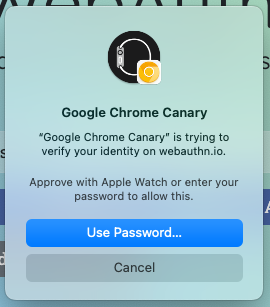 Google Chrome Canary
“Google Chrome Canary” is trying to
verify your identity on webauthn.io.
Approve with Apple Watch or enter your
password to allow this.
Use Password...
Cancel